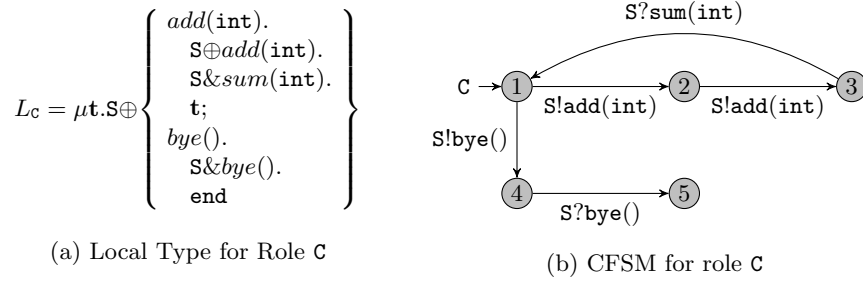 add(int).
S⊕add(int).
S&sum(int).
L_C = μt.S⊕ t;
bye().
S&bye().
end
(a) Local Type for Role C
S?sum(int)
C 1 2 3
S!add(int) S!add(int)
S!bye()
4 5
S?bye()
(b) CFSM for role C